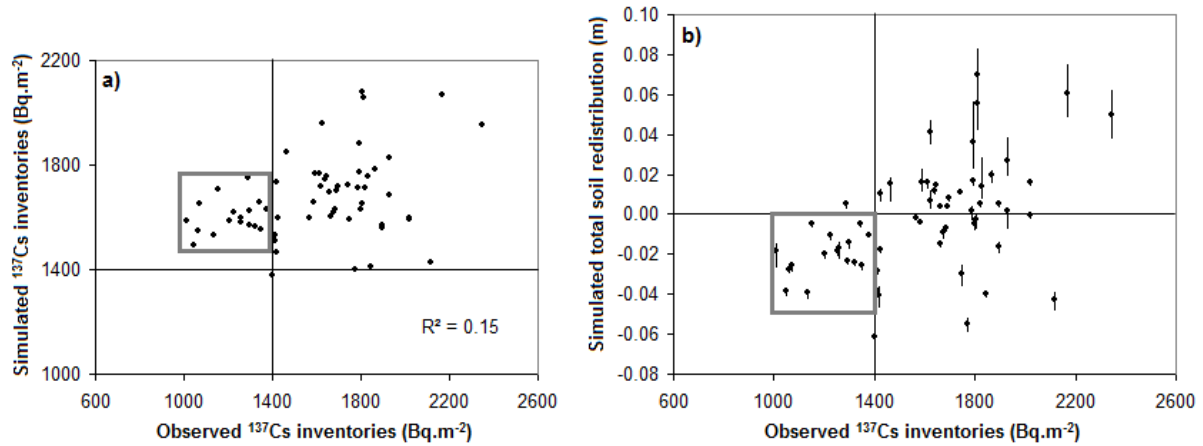 a)
2200
1800
1400
1000
600 1000 1400 1800 2200 2600
Simulated ¹³⁷Cs inventories (Bq.m⁻²)
Observed ¹³⁷Cs inventories (Bq.m⁻²)
R² = 0.15
b)
0.10
0.08
0.06
0.04
0.02
0.00
-0.02
-0.04
-0.06
-0.08
600 1000 1400 1800 2200 2600
Simulated total soil redistribution (m)
Observed ¹³⁷Cs inventories (Bq.m⁻²)